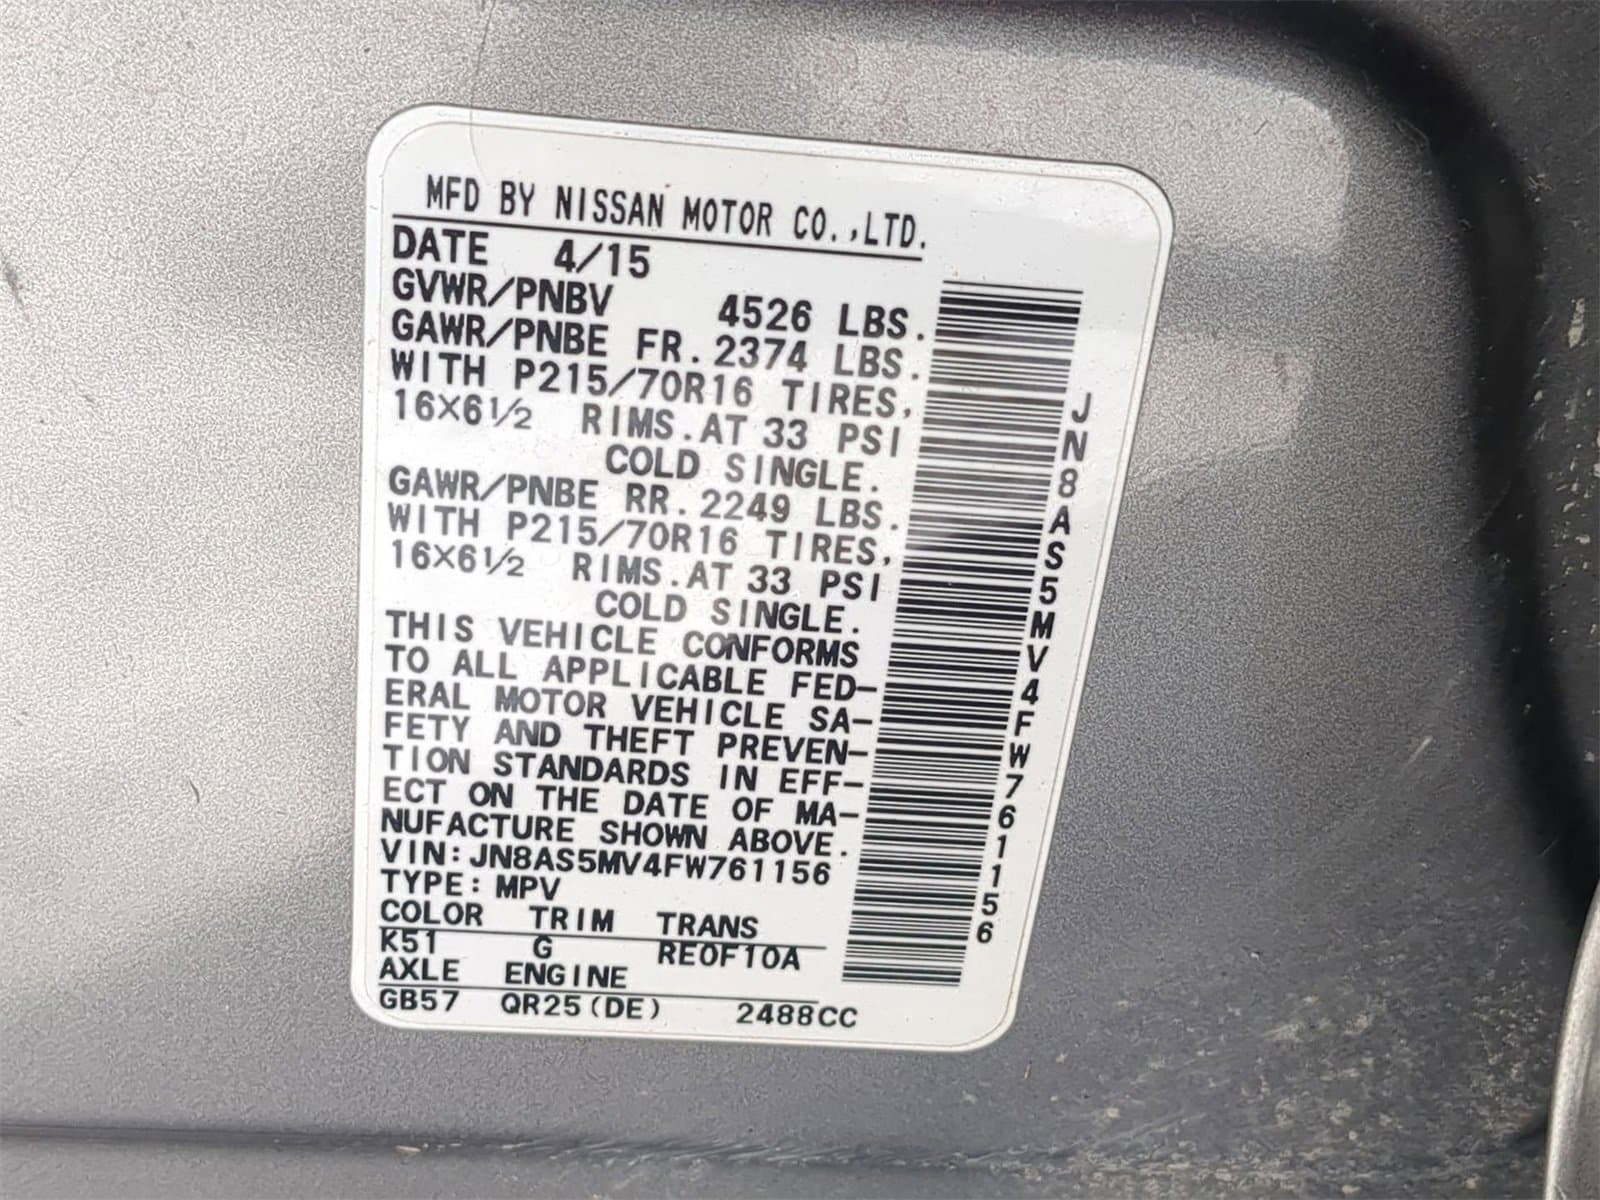 MFD BY NISSAN MOTOR CO.,LTD.
DATE 4/15
GVWR/PNBV 4526 LBS.
GAWR/PNBE FR. 2374 LBS.
WITH P215/70R16 TIRES,
16×6 1/2 RIMS. AT 33 PSI
COLD SINGLE.
GAWR/PNBE RR. 2249 LBS.
WITH P215/70R16 TIRES,
16×6 1/2 RIMS. AT 33 PSI
COLD SINGLE.
THIS VEHICLE CONFORMS
TO ALL APPLICABLE FED-
ERAL MOTOR VEHICLE SA-
FETY AND THEFT PREVEN-
TION STANDARDS IN EFF-
ECT ON THE DATE OF MA-
NUFACTURE SHOWN ABOVE.
VIN: JN8AS5MV4FW761156
TYPE: MPV
COLOR TRIM TRANS
K51 G RE0F10A
AXLE ENGINE
GB57 QR25(DE) 2488CC
JN8AS5MV4FW761156